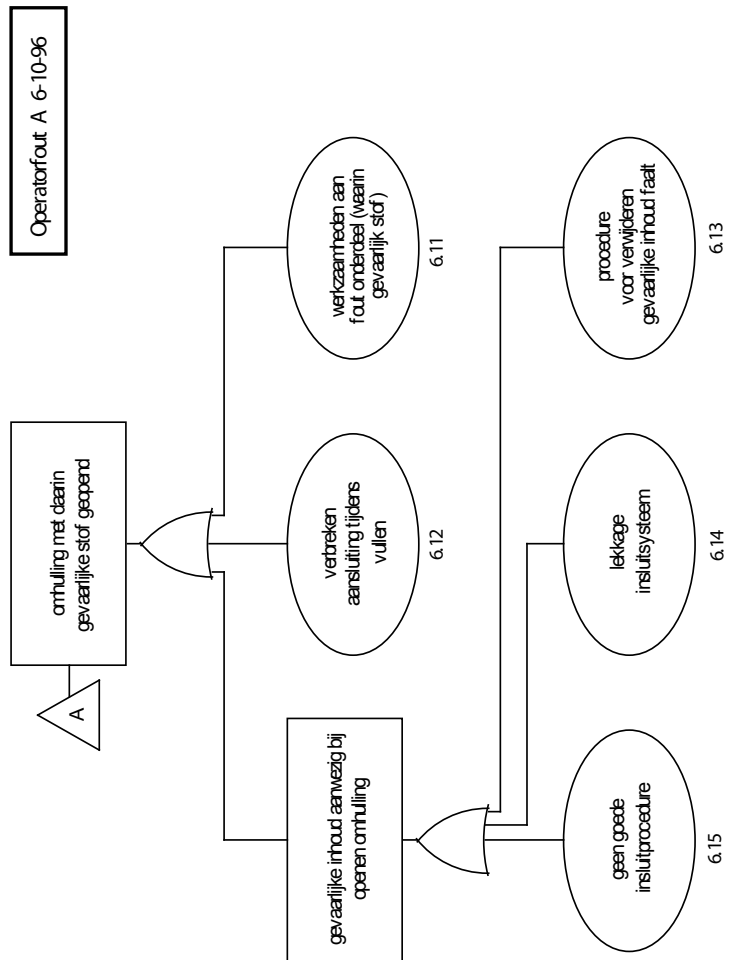 Operatorfout A 6-10-96
A
omhulling met daarin
gevaarlijke stof geopend
gevaarlijke inhoud aanwezig bij
openen omhulling
verbreken
aansluiting tijdens
vullen
6.12
werkzaamheden aan
fout onderdeel (waarin
gevaarlijk stof)
6.11
geen goede
insluitprocedure
6.15
lekkage
insluitsysteem
6.14
procedure
voor verwijderen
gevaarlijke inhoud faalt
6.13